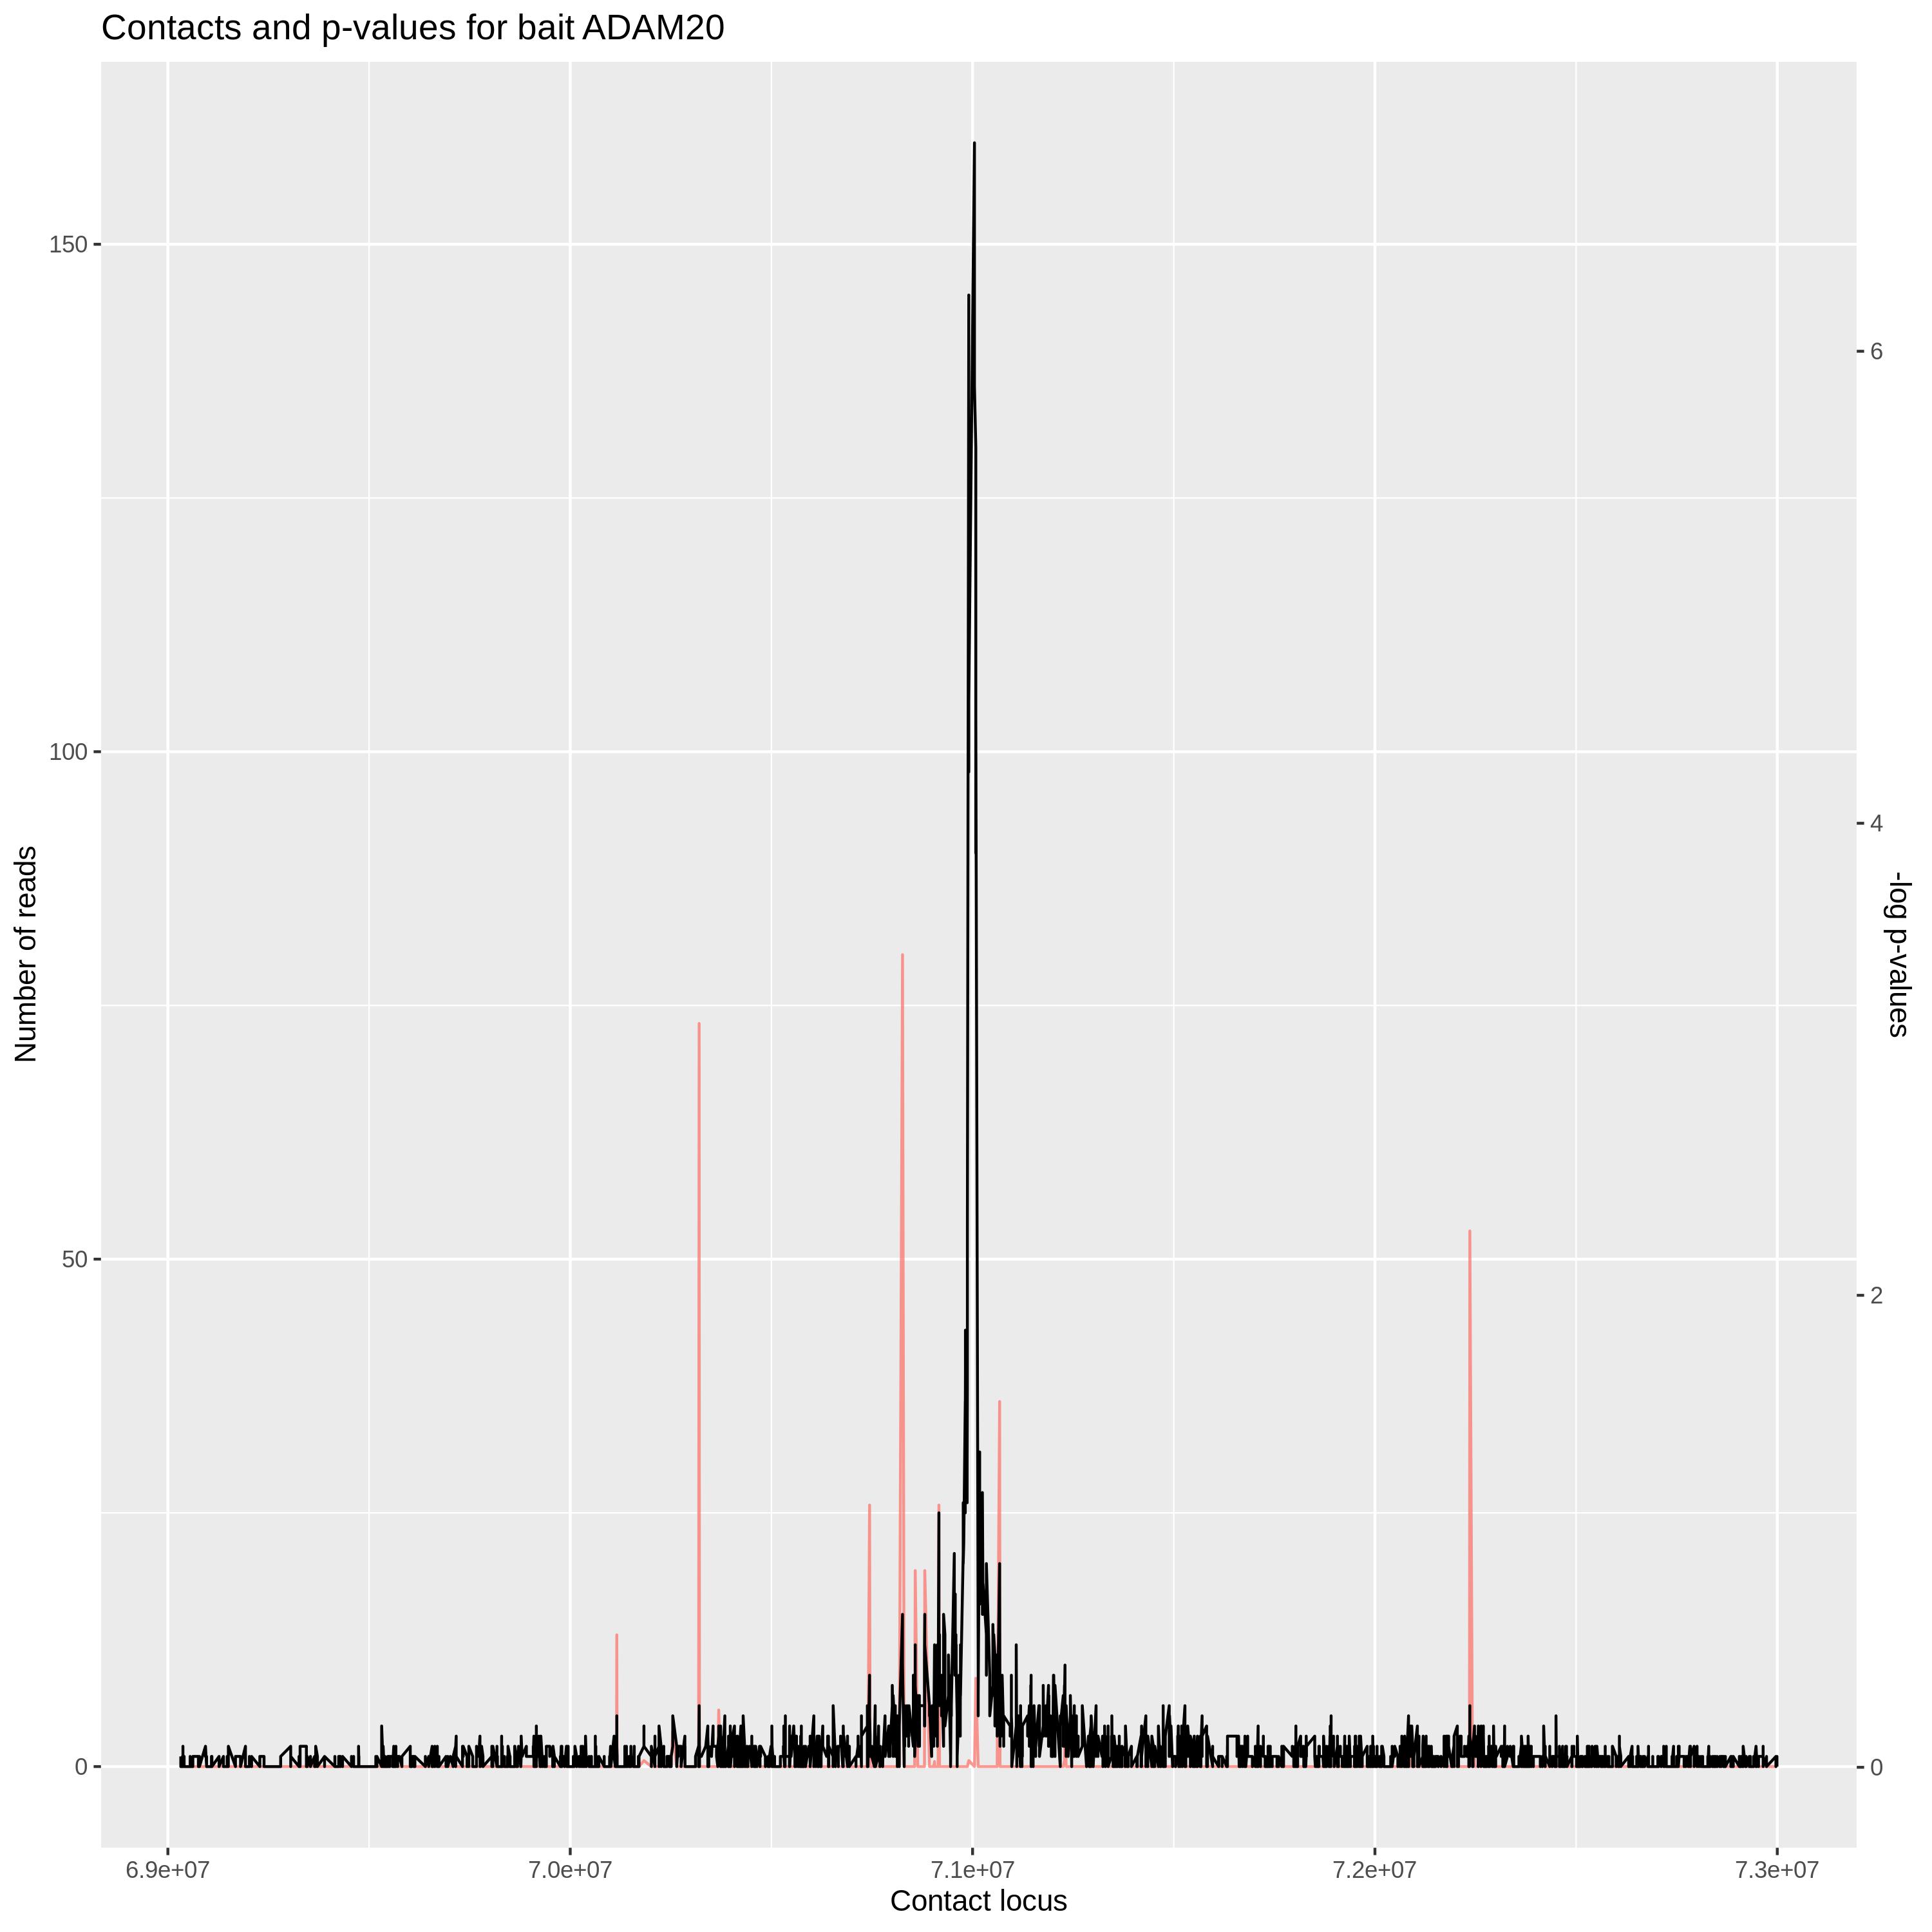 Contacts and p-values for bait ADAM20
150
100
50
0
Number of reads
6
4
2
0
-log p-values
6.9e+07
7.0e+07
7.1e+07
7.2e+07
7.3e+07
Contact locus